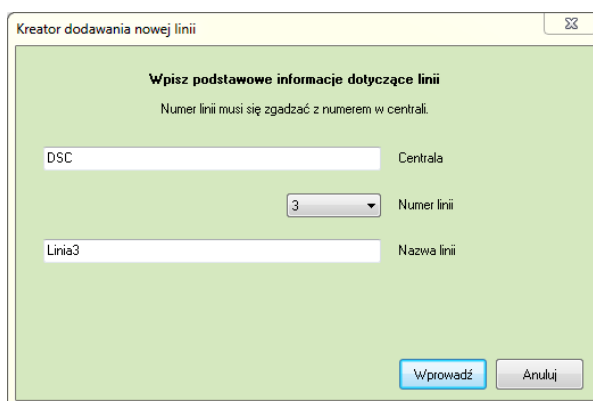 Kreator dodawania nowej linii
Wpisz podstawowe informacje dotyczące linii
Numer linii musi się zgadzać z numerem w centrali.
DSC Centrala
3 Numer linii
Linia3 Nazwa linii
Wprowadź Anuluj